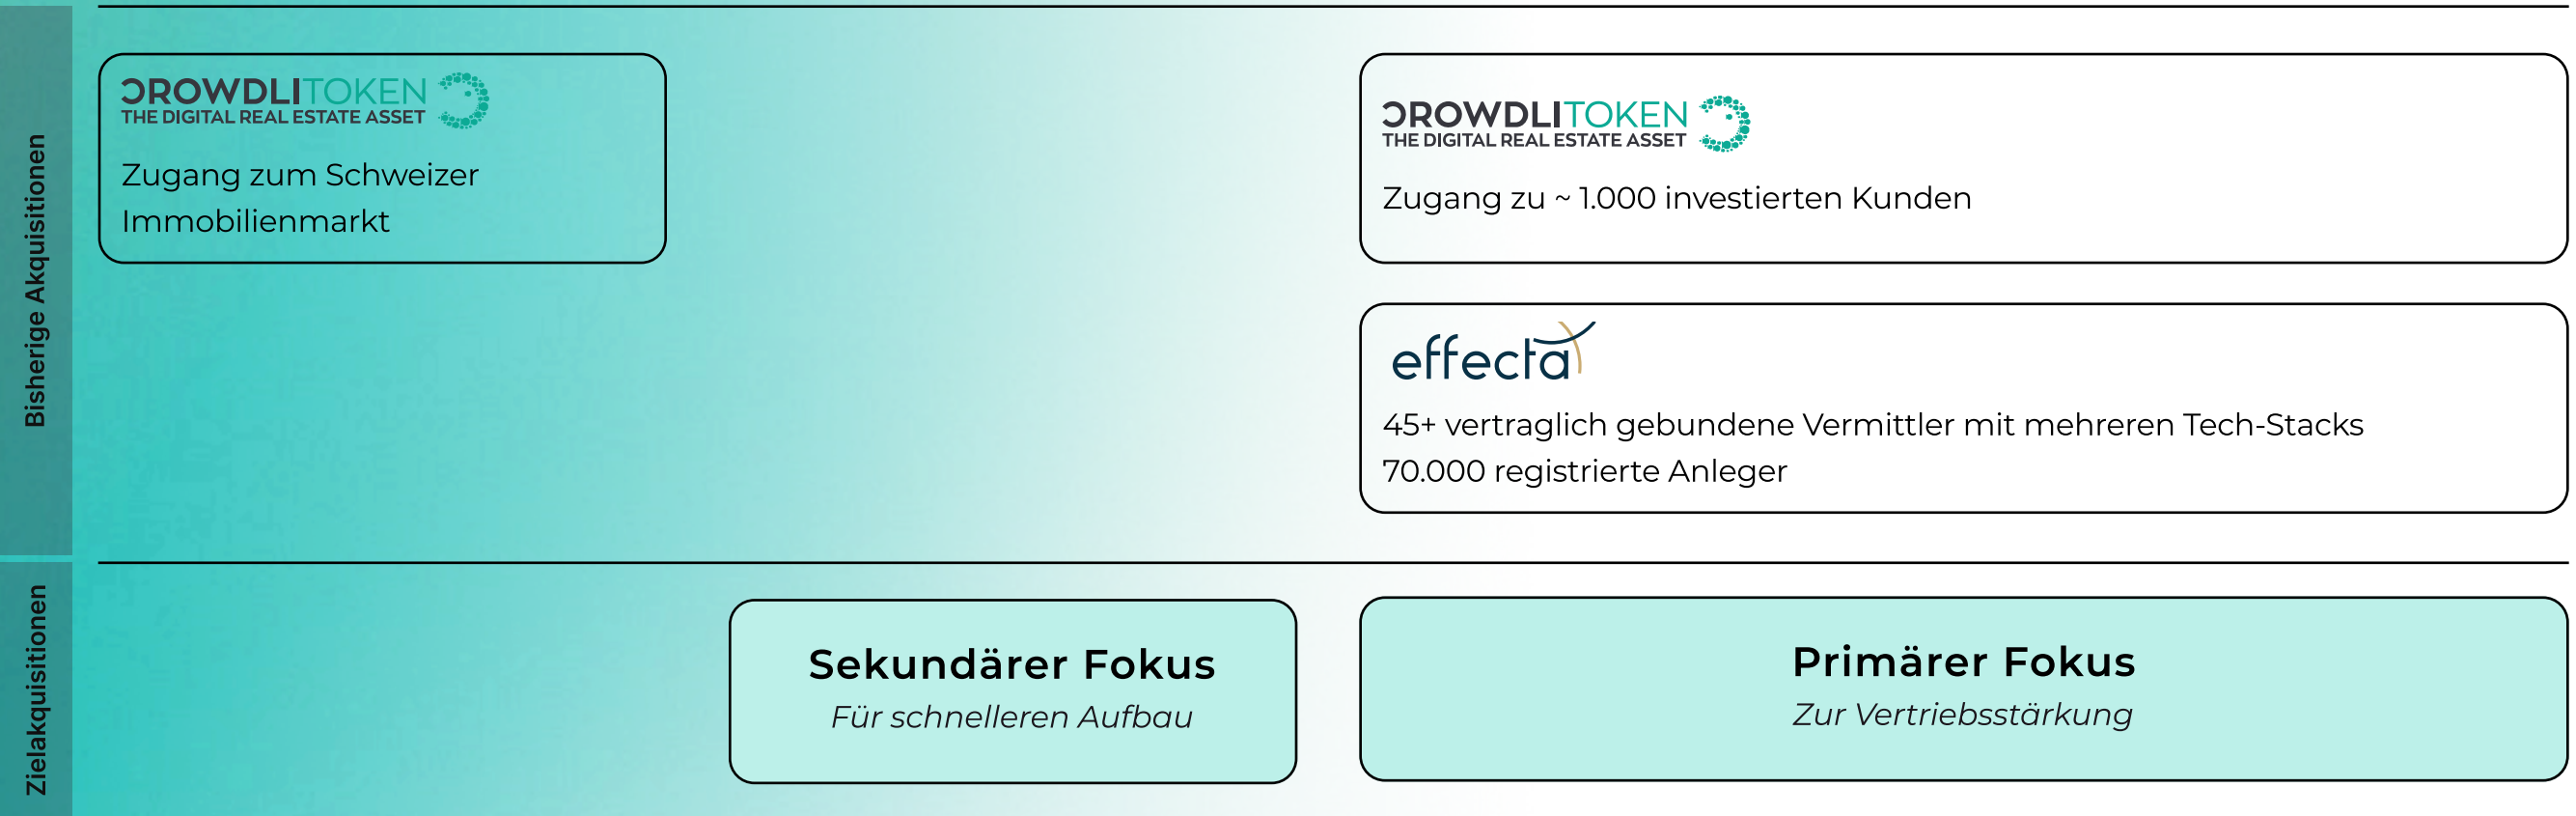 Bisherige Akquisitionen
CROWDLITOKEN
THE DIGITAL REAL ESTATE ASSET
Zugang zum Schweizer
Immobilienmarkt
CROWDLITOKEN
THE DIGITAL REAL ESTATE ASSET
Zugang zu ~ 1.000 investierten Kunden
effecta
45+ vertraglich gebundene Vermittler mit mehreren Tech-Stacks
70.000 registrierte Anleger
Zielakquisitionen
Sekundärer Fokus
Für schnelleren Aufbau
Primärer Fokus
Zur Vertriebsstärkung